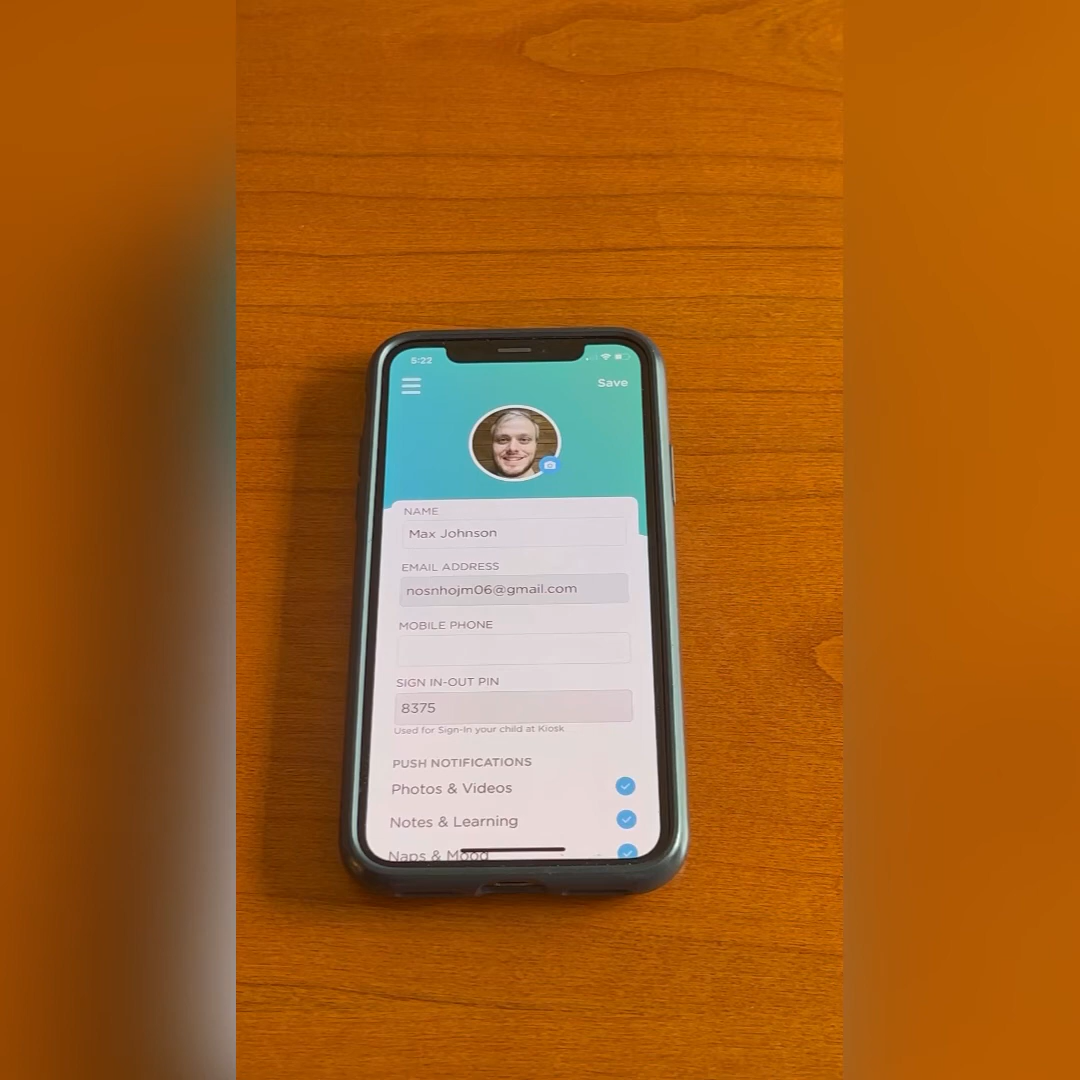 5:22
Save
NAME
Max Johnson
EMAIL ADDRESS
nosnhojm06@gmail.com
MOBILE PHONE
SIGN IN-OUT PIN
8375
Used for Sign-In your child at Kiosk
PUSH NOTIFICATIONS
Photos & Videos
Notes & Learning
Naps & Mood